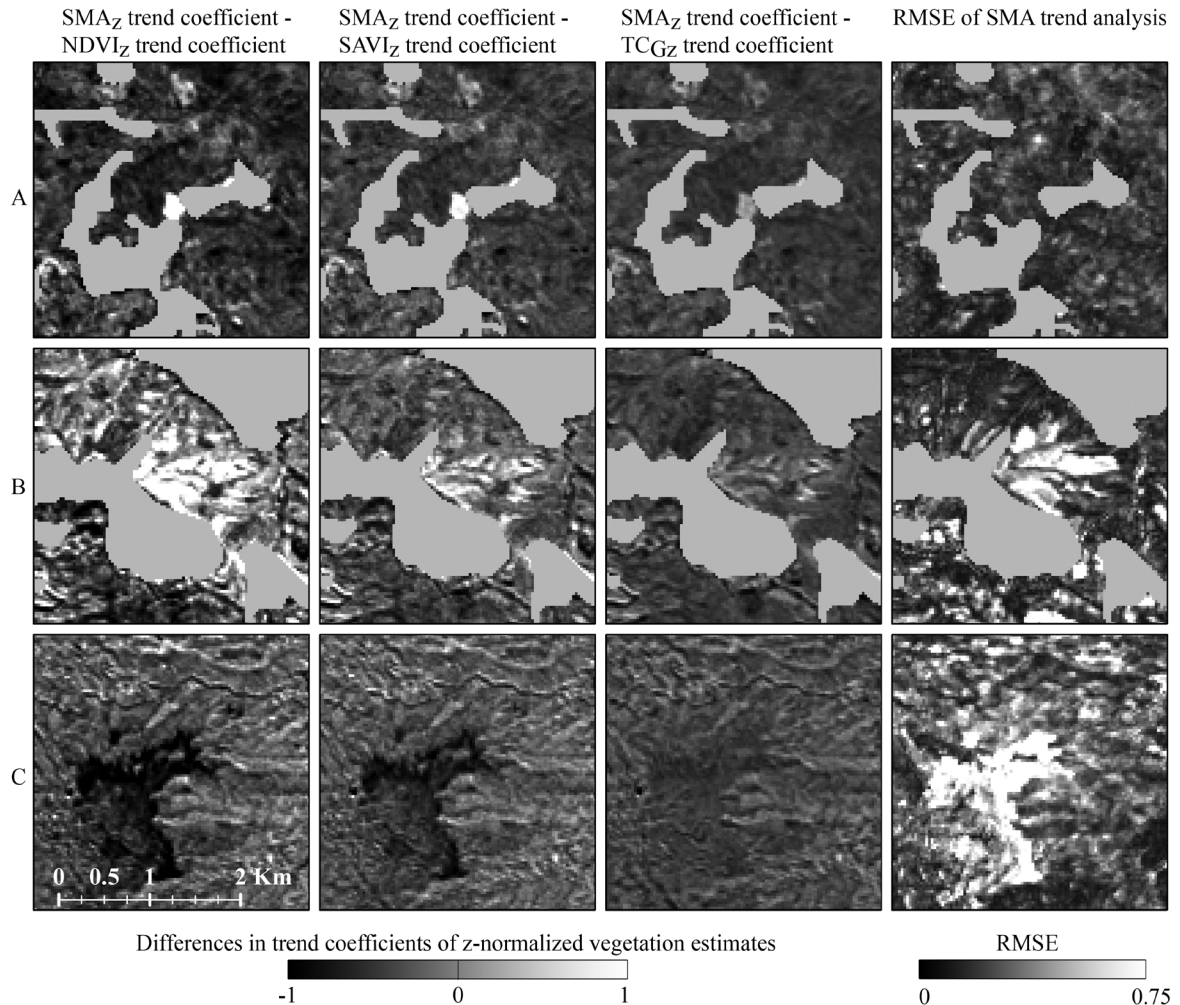 SMAz trend coefficient -
NDVIz trend coefficient
SMAz trend coefficient -
SAVIz trend coefficient
SMAz trend coefficient -
TCGz trend coefficient
RMSE of SMA trend analysis
A
B
C
0 0.5 1 2 Km
Differences in trend coefficients of z-normalized vegetation estimates
-1 0 1
RMSE
0 0.75